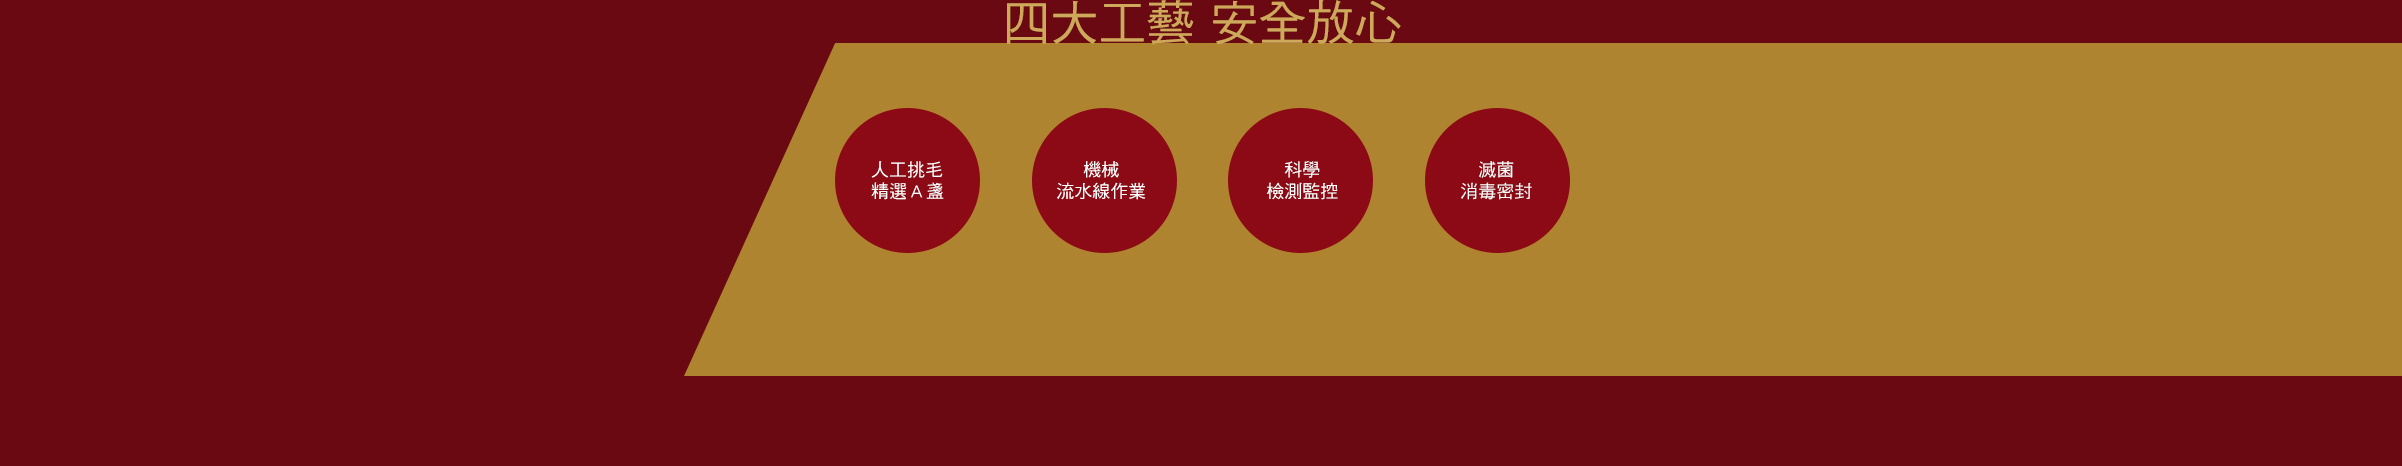 四大工藝 安全放心
人工挑毛
精選A盞
機械
流水線作業
科學
檢測監控
滅菌
消毒密封